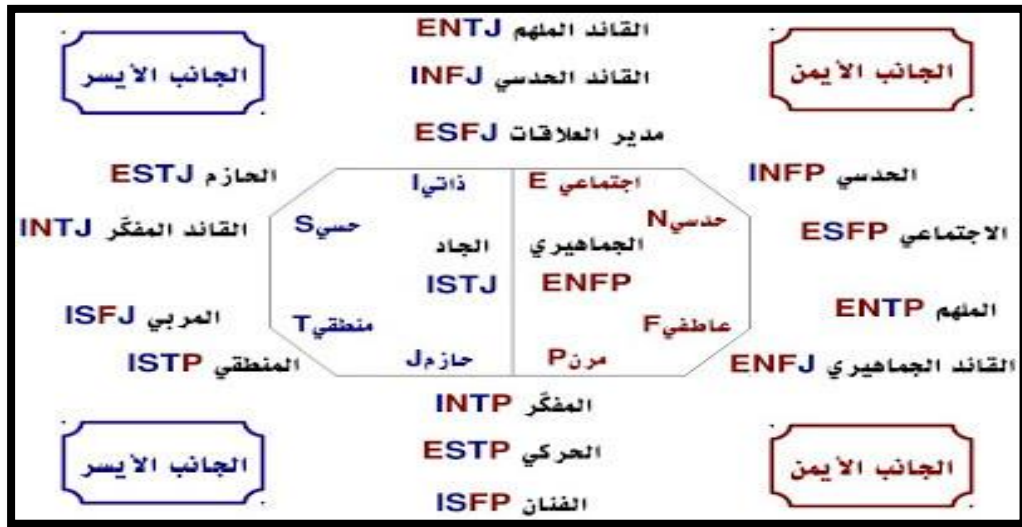 القائد الملهم ENTJ
الجانب الأيمن
الجانب الأيسر
القائد الحدسي INFJ
مدير العلاقات ESFJ
الحدسي INFP
الحازم ESTJ
اجتماعي E
ذاتي I
حدسي N
حسي S
الاجتماعي ESFP
القائد المفكّر INTJ
الجماهيري
الجاد
ENFP
ISTJ
الملهم ENTP
المربي ISFJ
عاطفي F
منطقي T
القائد الجماهيري ENFJ
مرن P
حازم J
المنطقي ISTP
المفكّر INTP
الحركي ESTP
الجانب الأيمن
الجانب الأيسر
الفنان ISFP